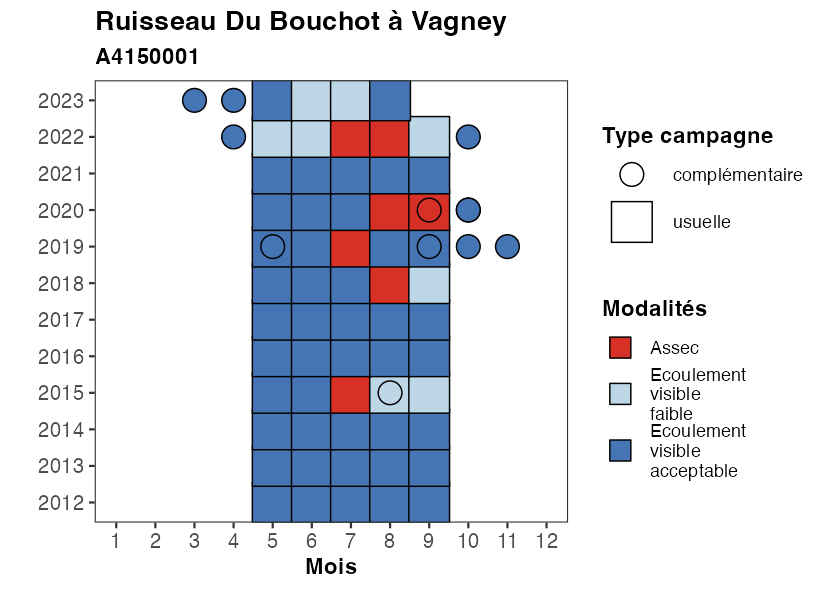 Ruisseau Du Bouchot à Vagney
A4150001
2023
2022
2021
2020
2019
2018
2017
2016
2015
2014
2013
2012
1 2 3 4 5 6 7 8 9 10 11 12
Mois
Type campagne
complémentaire
usuelle
Modalités
Assec
Ecoulement
visible
faible
Ecoulement
visible
acceptable